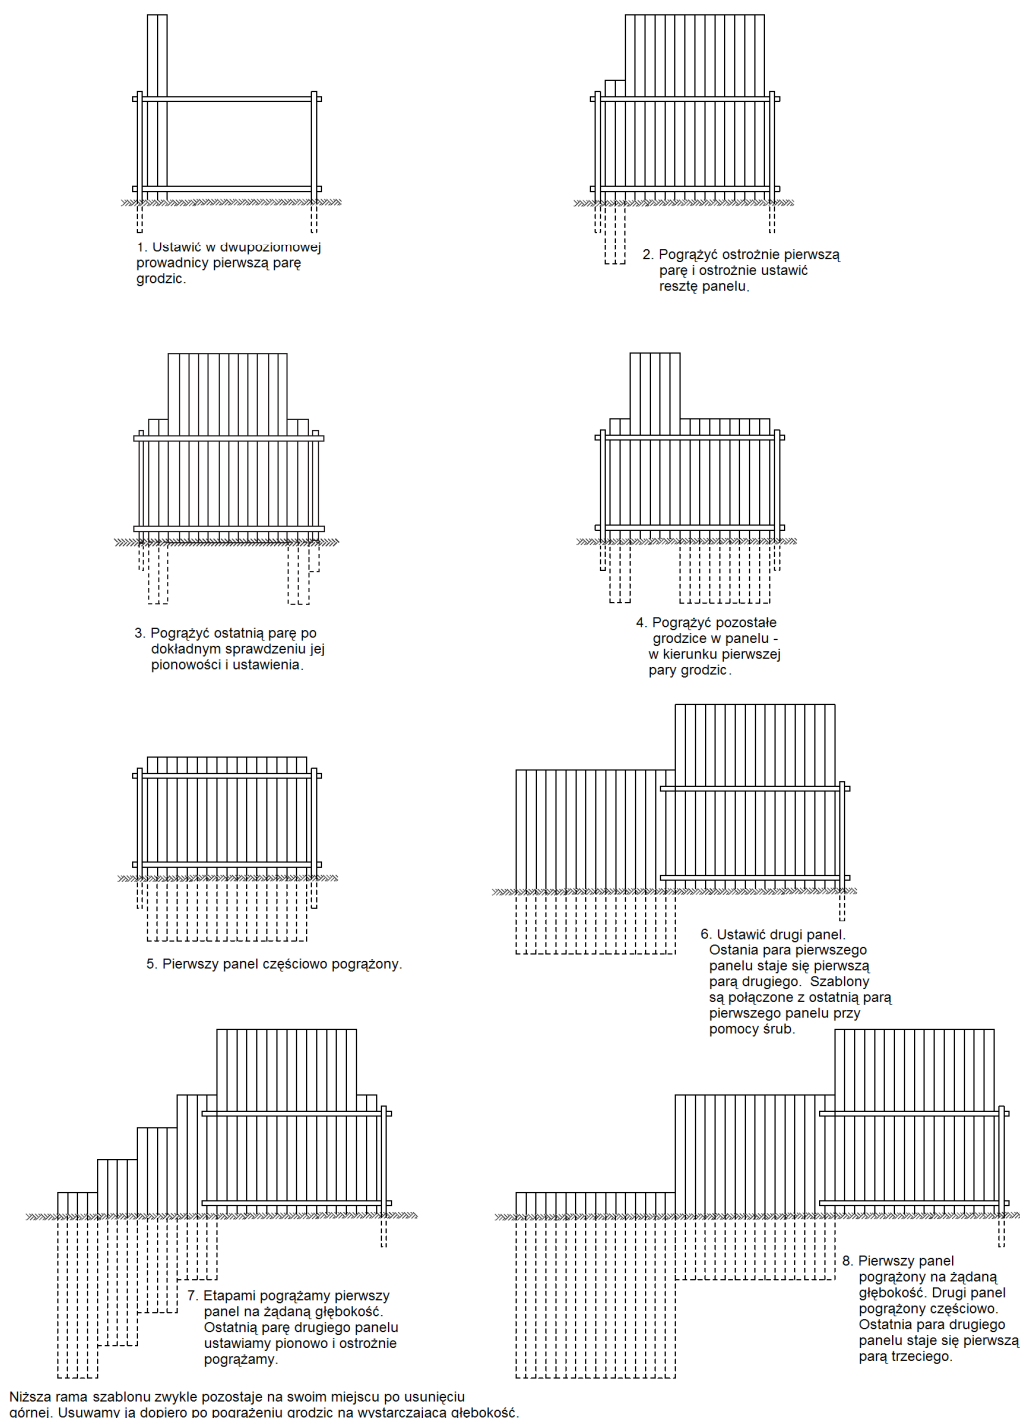 1. Ustawić w dwupoziomowej
prowadnicy pierwszą parę
grodzic.
2. Pogrążyć ostrożnie pierwszą
parę i ostrożnie ustawić
resztę panelu.
3. Pogrążyć ostatnią parę po
dokładnym sprawdzeniu jej
pionowości i ustawienia.
4. Pogrążyć pozostałe
grodzice w panelu -
w kierunku pierwszej
pary grodzic.
5. Pierwszy panel częściowo pogrążony.
6. Ustawić drugi panel.
Ostania para pierwszego
panelu staje się pierwszą
parą drugiego. Szablony
są połączone z ostatnią parą
pierwszego panelu przy
pomocy śrub.
7. Etapami pogrążamy pierwszy
panel na żądaną głębokość.
Ostatnią parę drugiego panelu
ustawiamy pionowo i ostrożnie
pogrążamy.
8. Pierwszy panel
pogrążony na żądaną
głębokość. Drugi panel
pogrążony częściowo.
Ostatnia para drugiego
panelu staje się pierwszą
parą trzeciego.
Niższa rama szablonu zwykle pozostaje na swoim miejscu po usunięciu
górnej. Usuwamy ją dopiero po pogrążeniu grodzic na wystarczającą głębokość.